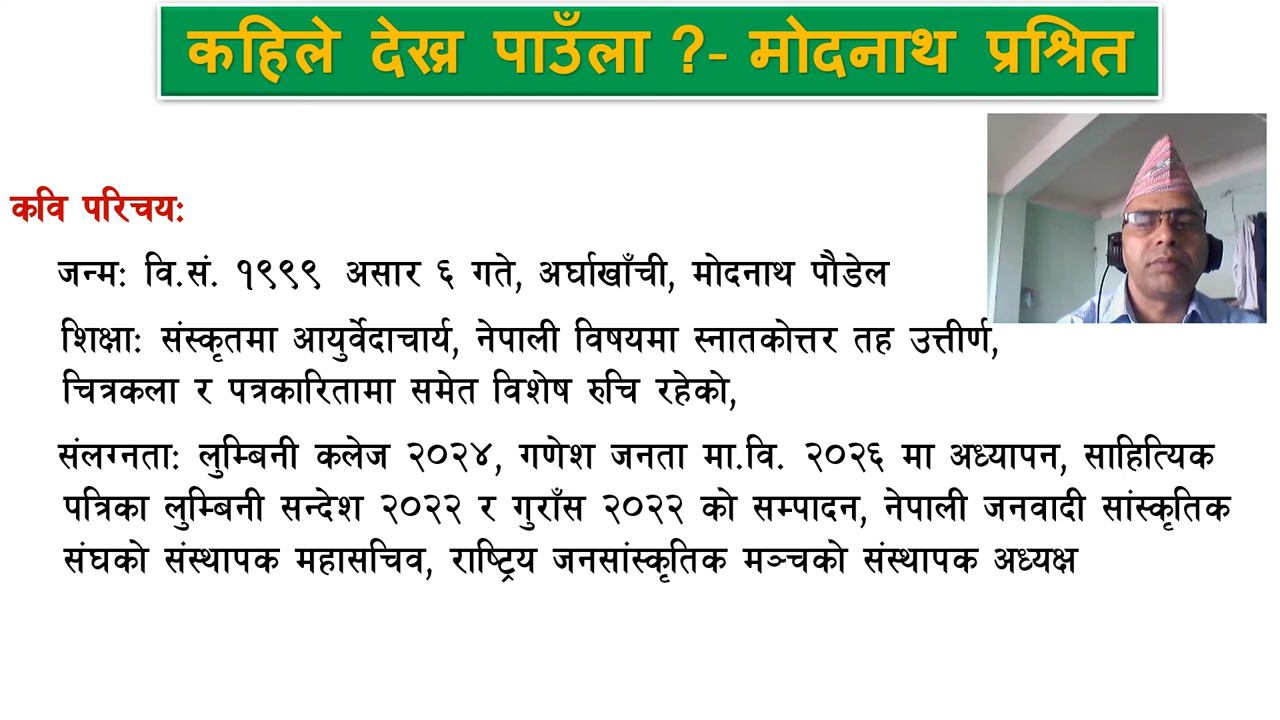 कहिले देख्न पाउँला ?- मोदनाथ प्रश्रित
कवि परिचय:
जन्म: वि.सं. १९९९ असार ६ गते, अर्घाखाँची, मोदनाथ पौडेल
शिक्षा: संस्कृतमा आयुर्वेदाचार्य, नेपाली विषयमा स्नातकोत्तर तह उत्तीर्ण,
चित्रकला र पत्रकारितामा समेत विशेष रुचि रहेको,
संलग्नता: लुम्बिनी कलेज २०२४, गणेश जनता मा.वि. २०२६ मा अध्यापन, साहित्यिक
पत्रिका लुम्बिनी सन्देश २०२२ र गुराँस २०२२ को सम्पादन, नेपाली जनवादी सांस्कृतिक
संघको संस्थापक महासचिव, राष्ट्रिय जनसांस्कृतिक मञ्चको संस्थापक अध्यक्ष